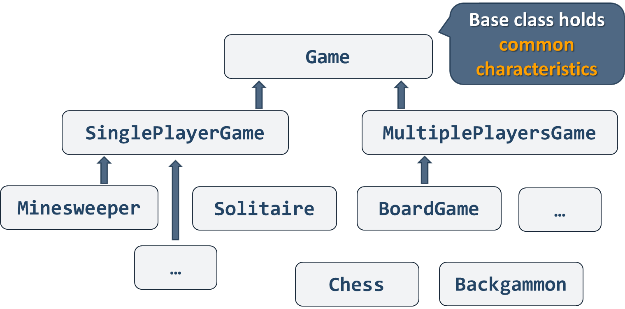 Base class holds
common
characteristics
Game
SinglePlayerGame
MultiplePlayersGame
Minesweeper
Solitaire
BoardGame
…
…
Chess
Backgammon